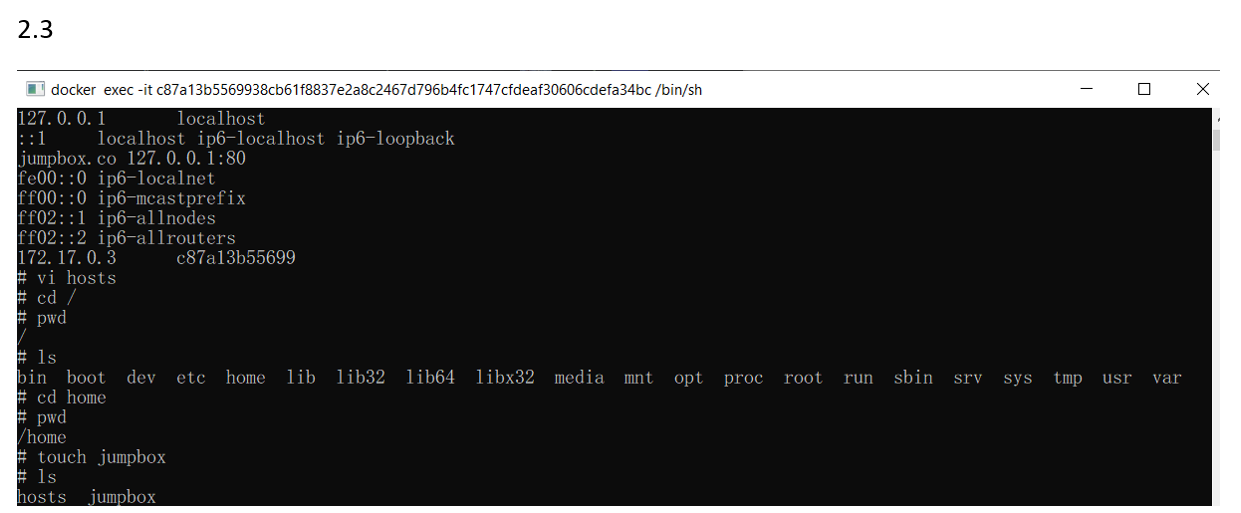 2.3
docker exec -it c87a13b5569938cb61f8837e2a8c2467d796b4fc1747cfdeaf30606cdefa34bc /bin/sh
127.0.0.1 localhost
::1 localhost ip6-localhost ip6-loopback
jumpbox.co 127.0.0.1:80
fe00::0 ip6-localnet
ff00::0 ip6-mcastprefix
ff02::1 ip6-allnodes
ff02::2 ip6-allrouters
172.17.0.3 c87a13b55699
# vi hosts
# cd /
# pwd
/
# ls
bin boot dev etc home lib lib32 lib64 libx32 media mnt opt proc root run sbin srv sys tmp usr var
# cd home
# pwd
/home
# touch jumpbox
# ls
hosts jumpbox